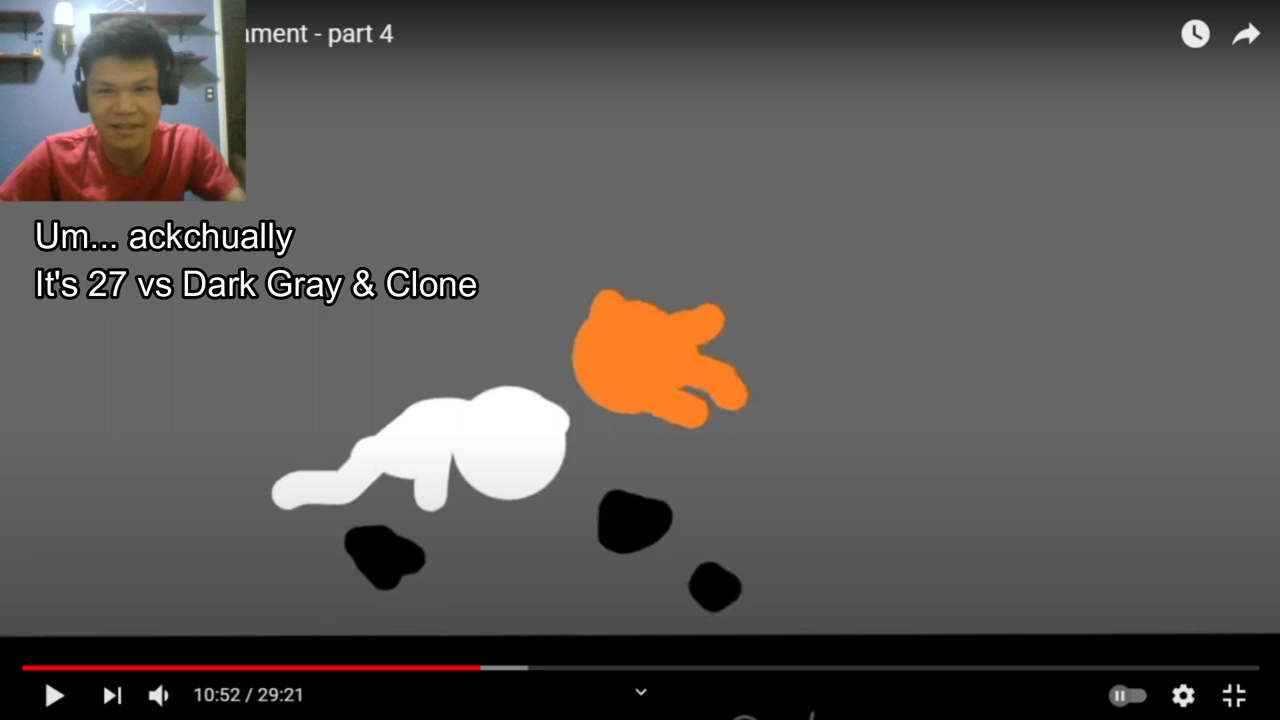 ament - part 4
Um... ackchually
It's 27 vs Dark Gray & Clone
10:52 / 29:21